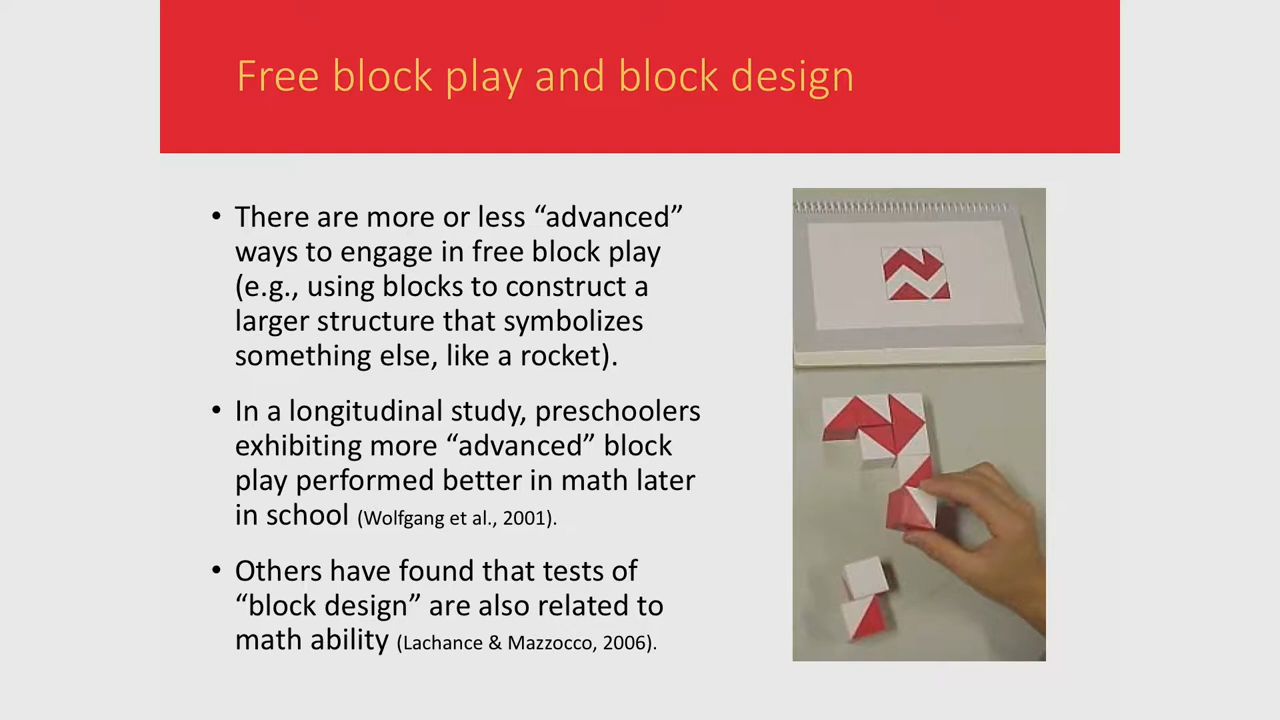 Free block play and block design
• There are more or less “advanced”
ways to engage in free block play
(e.g., using blocks to construct a
larger structure that symbolizes
something else, like a rocket).
• In a longitudinal study, preschoolers
exhibiting more “advanced” block
play performed better in math later
in school (Wolfgang et al., 2001).
• Others have found that tests of
“block design” are also related to
math ability (Lachance & Mazzocco, 2006).